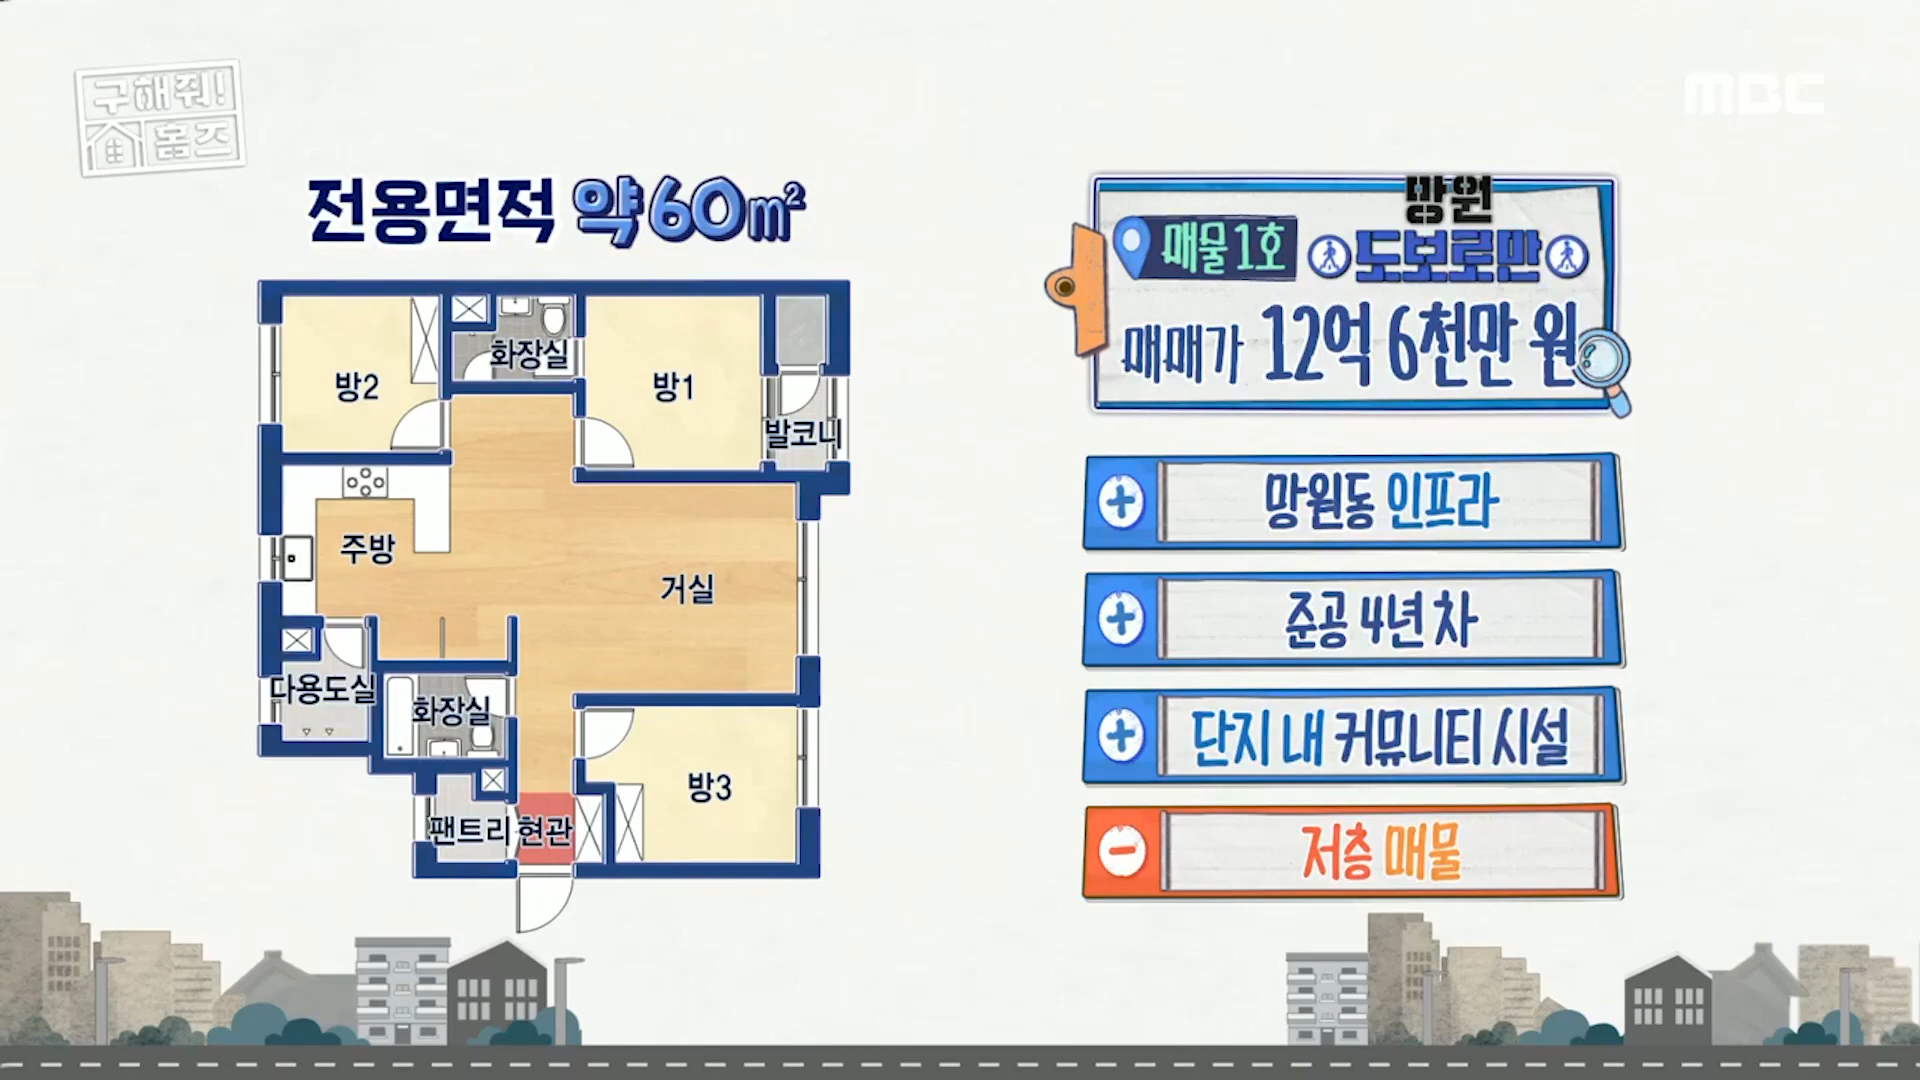 구해줘!
홈즈
MBC
전용면적 약60㎡
방2
화장실
방1
발코니
주방
거실
다용도실
화장실
방3
팬트리
현관
망원
매물1호 도보로만
매매가 12억 6천만 원
망원동 인프라
준공 4년 차
단지 내 커뮤니티 시설
저층 매물